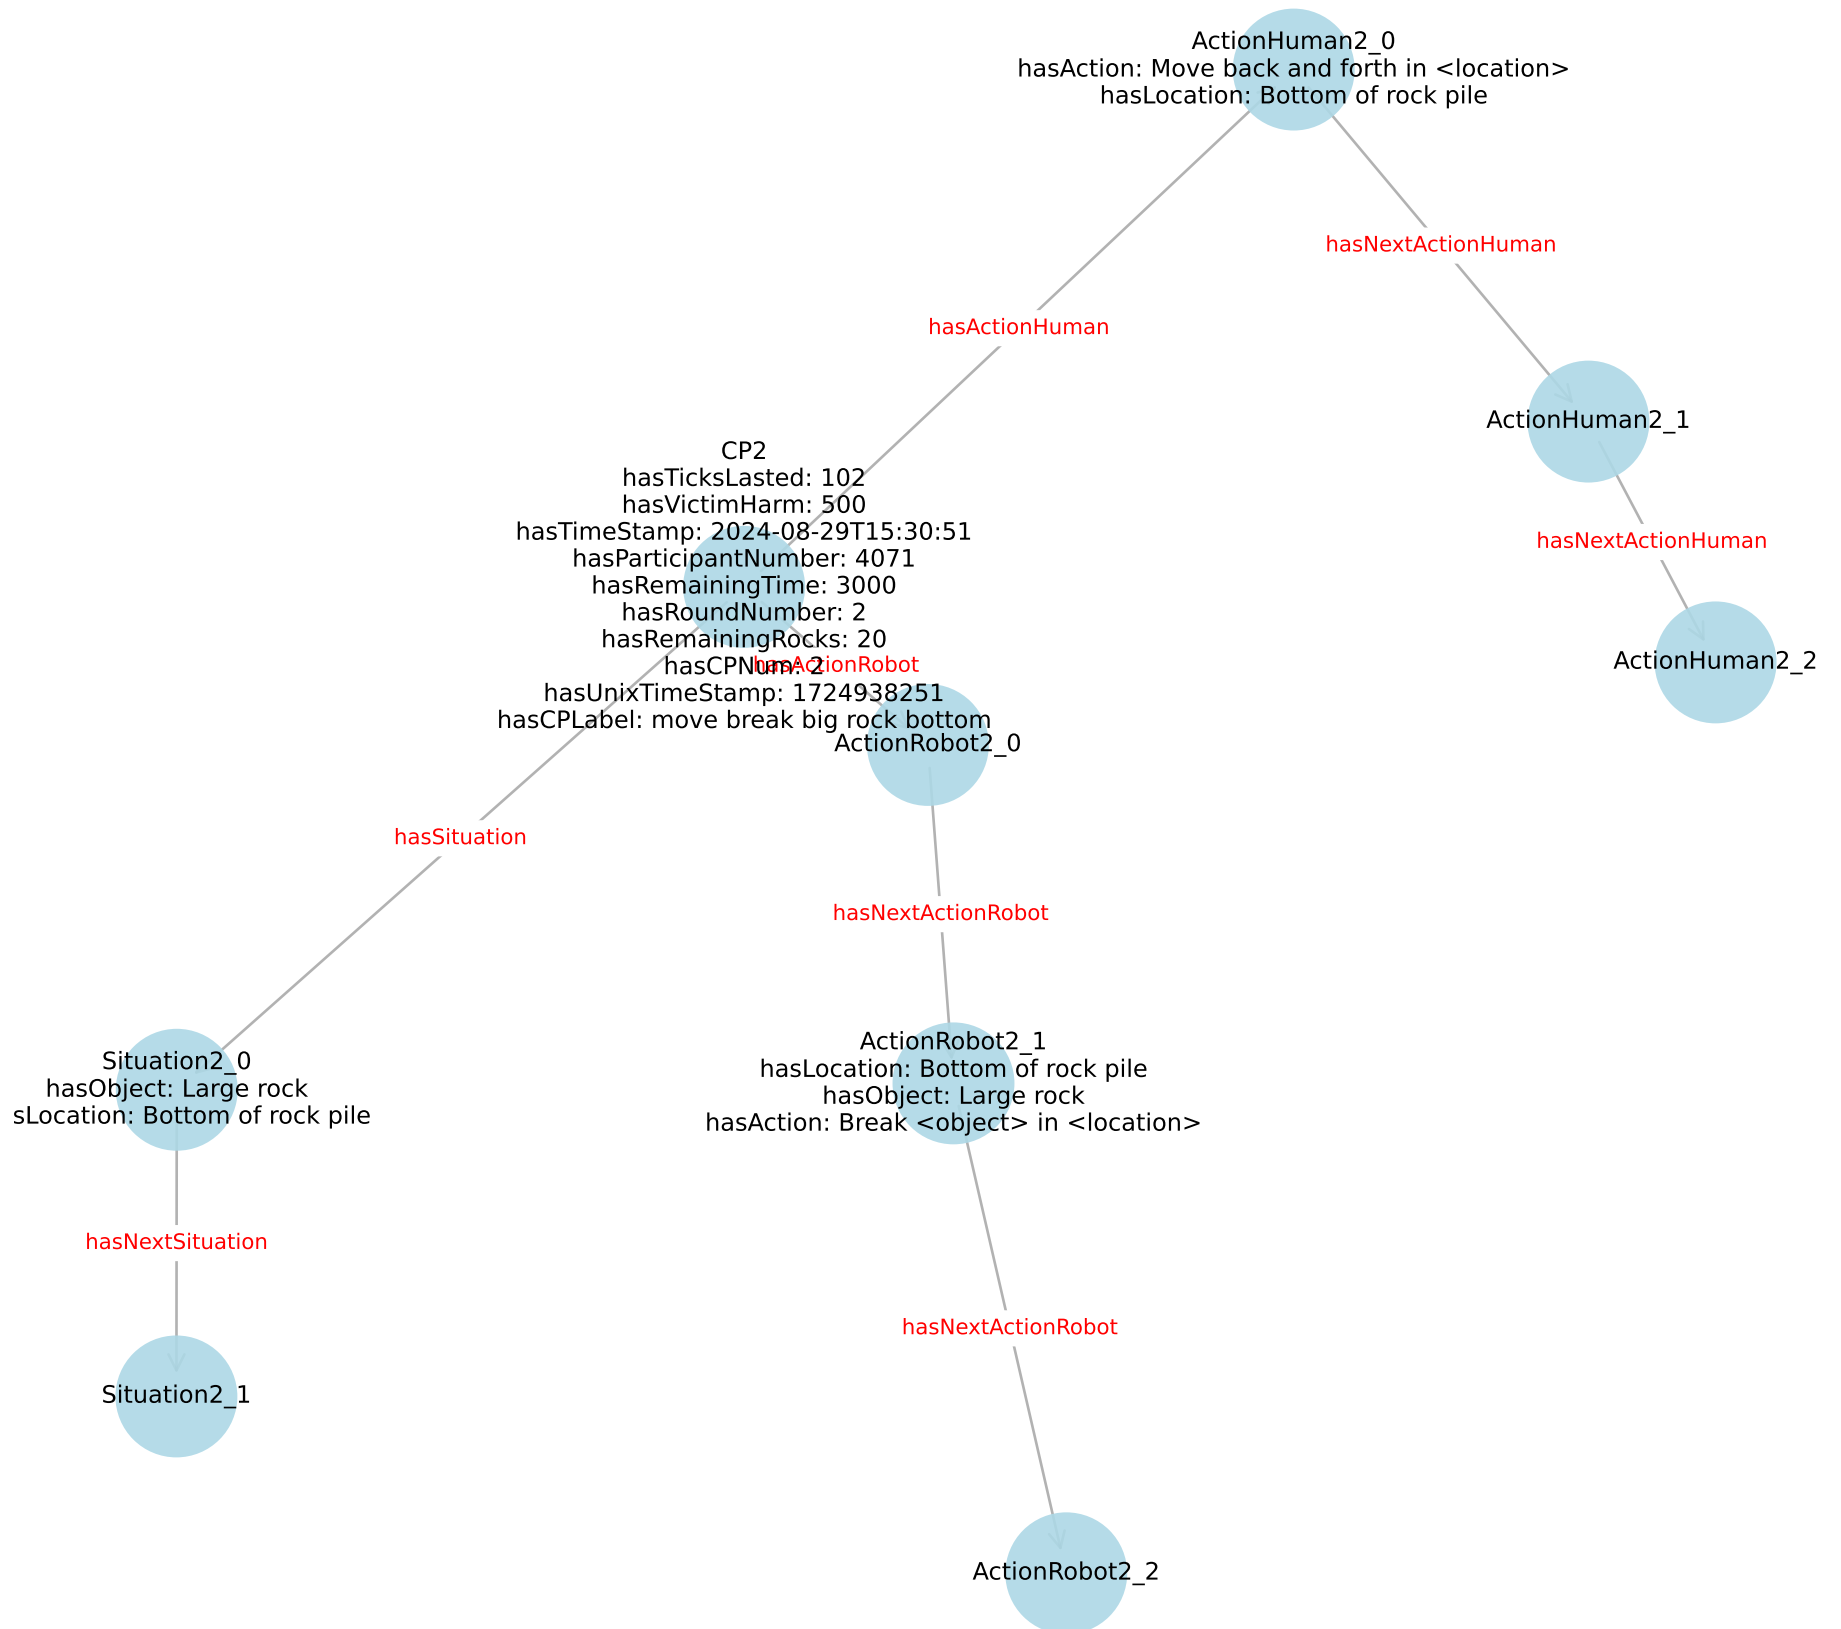 ActionHuman2_0
hasAction: Move back and forth in <location>
hasLocation: Bottom of rock pile
hasNextActionHuman
hasActionHuman
ActionHuman2_1
CP2
hasTicksLasted: 102
hasVictimHarm: 500
hasTimeStamp: 2024-08-29T15:30:51
hasParticipantNumber: 4071
hasRemainingTime: 3000
hasRoundNumber: 2
hasRemainingRocks: 20
hasCPNum: 2
hasUnixTimeStamp: 1724938251
hasCPLabel: move break big rock bottom
hasNextActionHuman
ActionHuman2_2
hasActionRobot
ActionRobot2_0
hasSituation
hasNextActionRobot
Situation2_0
hasObject: Large rock
sLocation: Bottom of rock pile
ActionRobot2_1
hasLocation: Bottom of rock pile
hasObject: Large rock
hasAction: Break <object> in <location>
hasNextSituation
hasNextActionRobot
Situation2_1
ActionRobot2_2